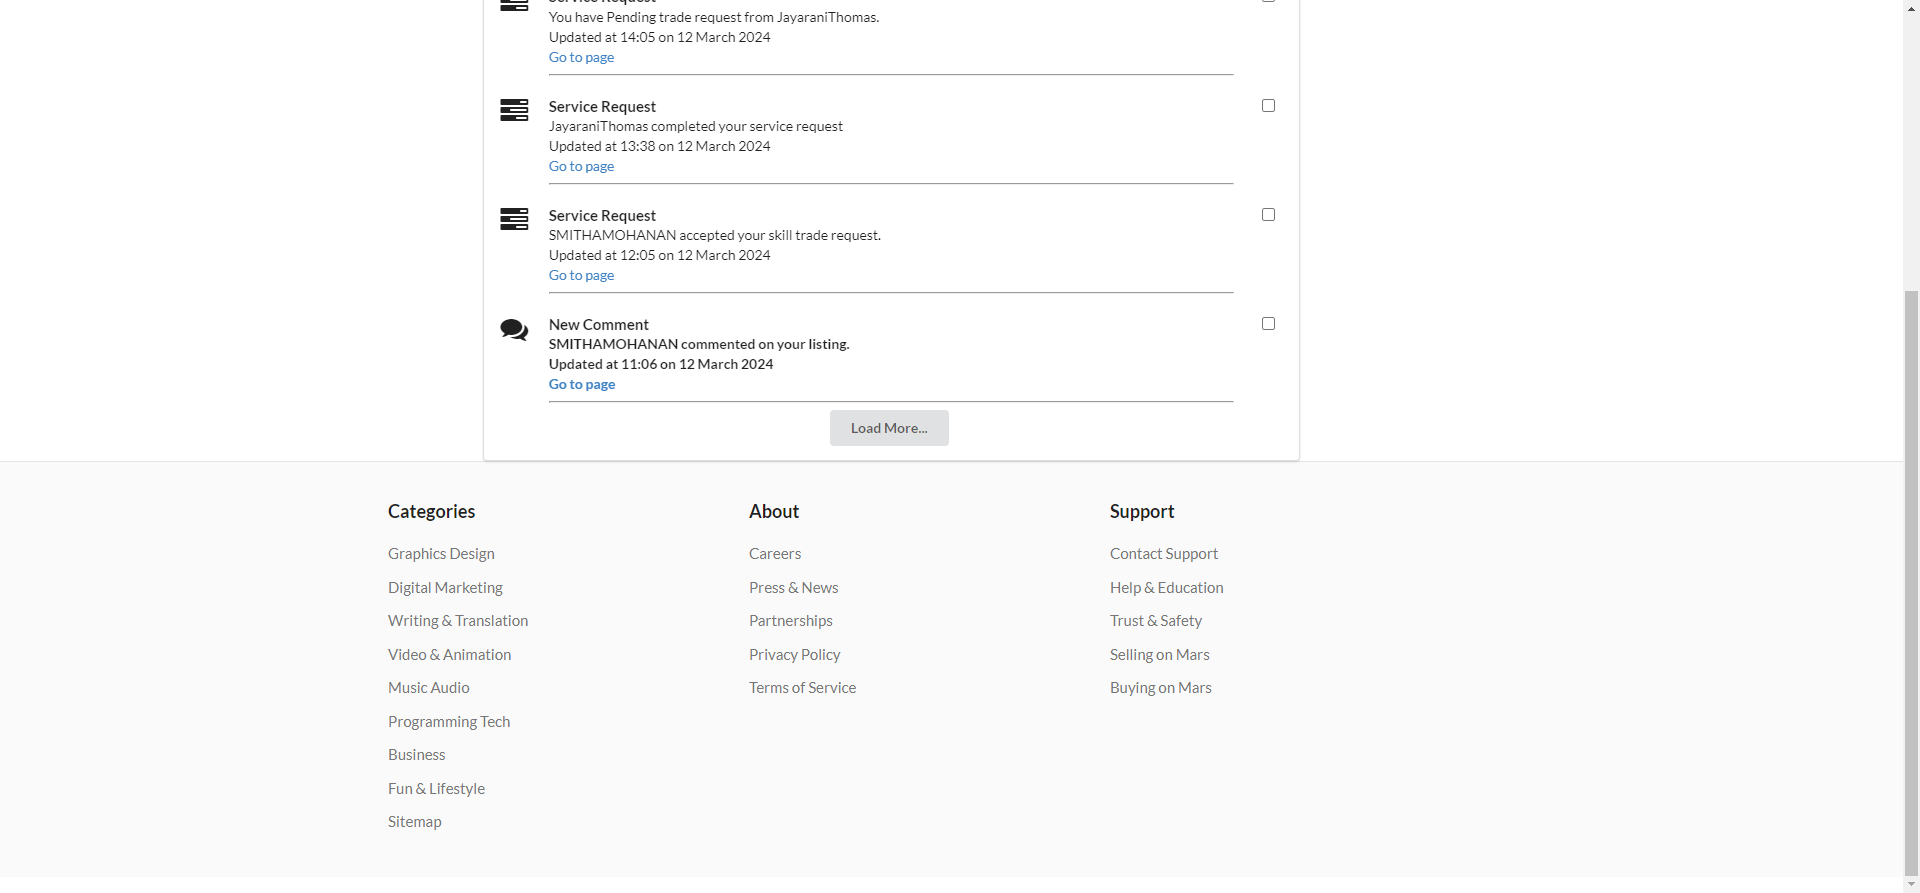 Service Request
You have Pending trade request from JayaraniThomas.
Updated at 14:05 on 12 March 2024
Go to page
Service Request
JayaraniThomas completed your service request
Updated at 13:38 on 12 March 2024
Go to page
Service Request
SMITHAMOHANAN accepted your skill trade request.
Updated at 12:05 on 12 March 2024
Go to page
New Comment
SMITHAMOHANAN commented on your listing.
Updated at 11:06 on 12 March 2024
Go to page
Load More...
Categories
Graphics Design
Digital Marketing
Writing & Translation
Video & Animation
Music Audio
Programming Tech
Business
Fun & Lifestyle
Sitemap
About
Careers
Press & News
Partnerships
Privacy Policy
Terms of Service
Support
Contact Support
Help & Education
Trust & Safety
Selling on Mars
Buying on Mars